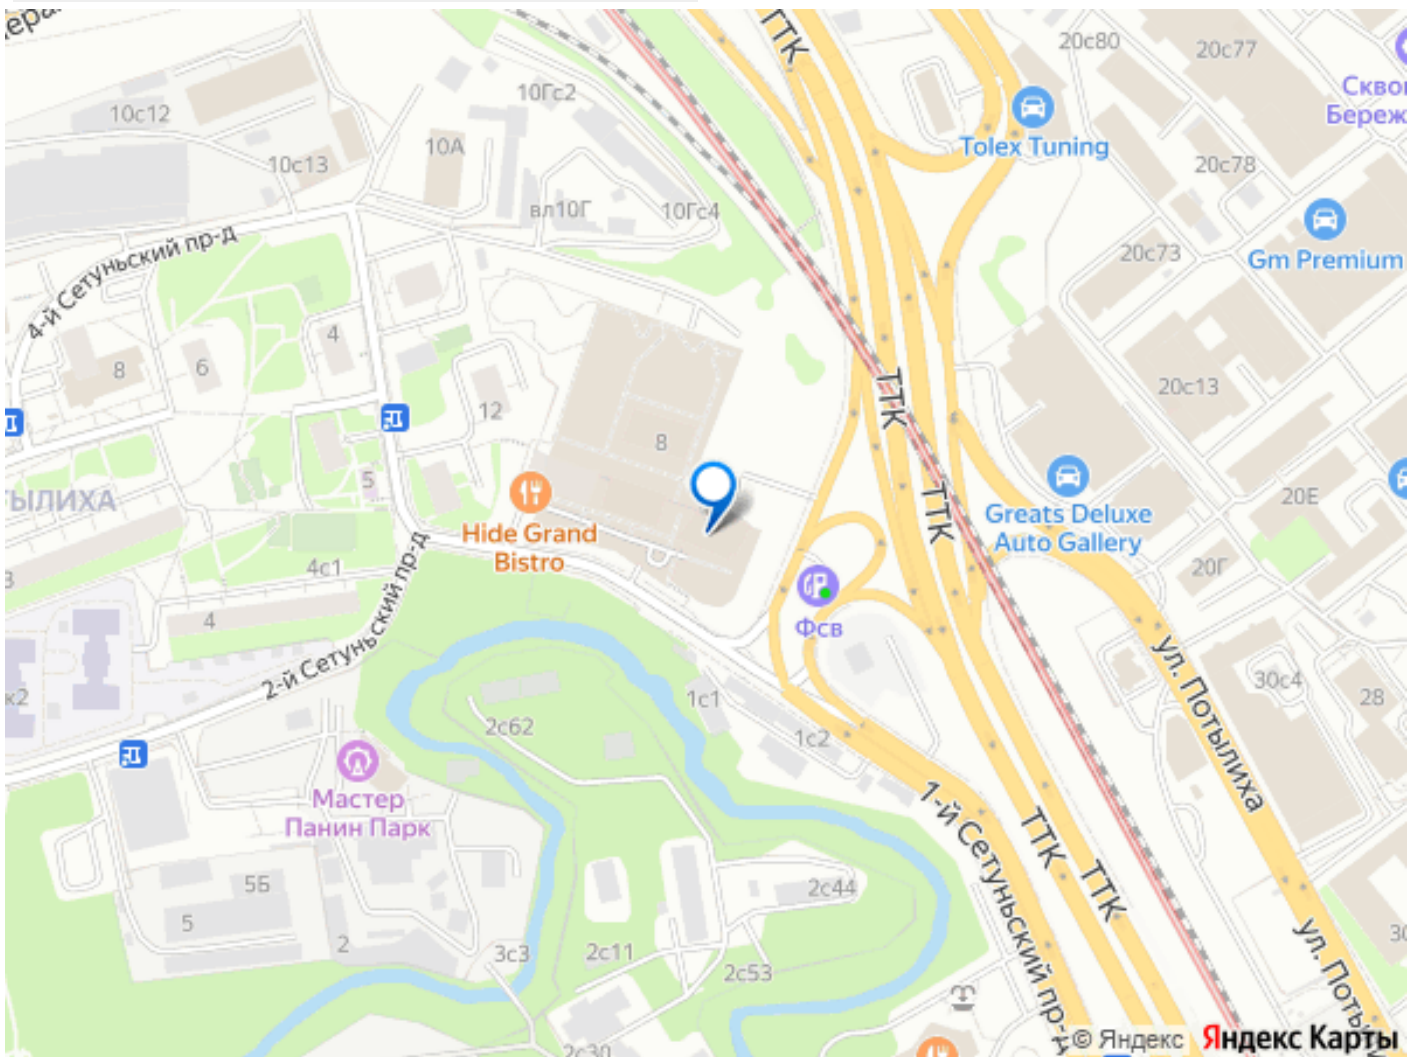 ТТК
20с80
20с77
10Гс2
10с12
Tolex Tuning
10А
10с13
20с78
вл10Г
10Гс4
4-й Сетуньский пр-д
20с73
Gm Premium
4
6
8
ТТК
20с13
12
8
5
ТТК
20Е
Hide Grand
Bistro
Greats Deluxe
Auto Gallery
4с1
20Г
4
Фсв
2-й Сетуньский пр-д
ул. Потылиха
30с4
28
к2
1с1
2с62
1с2
Мастер
Панин Парк
1-й Сетуньский пр-д
ТТК
ТТК
5Б
2с44
5
2
3с3
2с11
2с53
ул. Потыл
2с30
© Яндекс Яндекс Карты